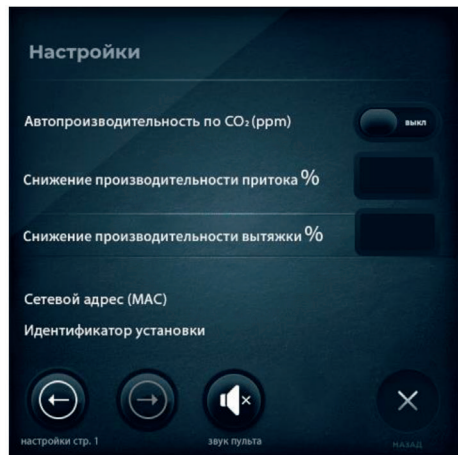 Настройки
Автопроизводительность по CO₂ (ppm)
выкл
Снижение производительности притока %
Снижение производительности вытяжки %
Сетевой адрес (MAC)
Идентификатор установки
настройки стр. 1
звук пульта
НАЗАД